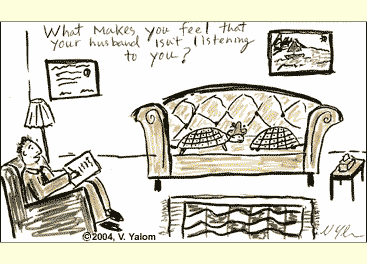 What makes you feel that
your husband isn't listening
to you?
©2004, V. Yalom